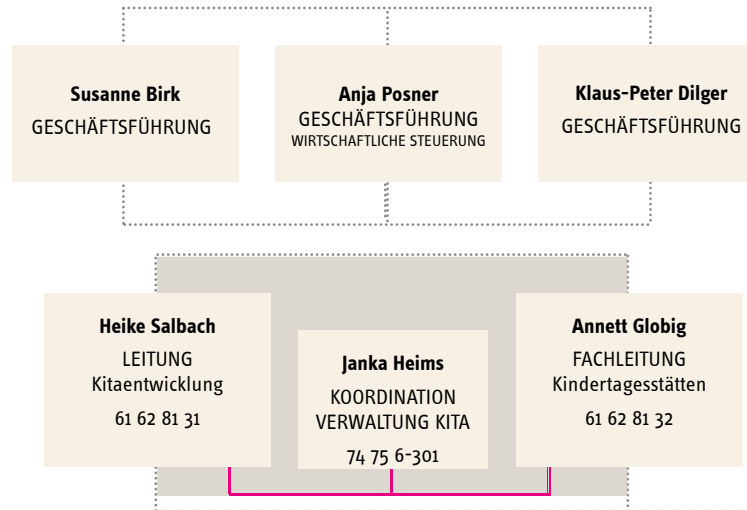 Susanne Birk
GESCHÄFTSFÜHRUNG
Anja Posner
GESCHÄFTSFÜHRUNG
WIRTSCHAFTLICHE STEUERUNG
Klaus-Peter Dilger
GESCHÄFTSFÜHRUNG
Heike Salbach
LEITUNG
Kitaentwicklung
61 62 81 31
Janka Heims
KOORDINATION
VERWALTUNG KITA
74 75 6-301
Annett Globig
FACHLEITUNG
Kindertagesstätten
61 62 81 32